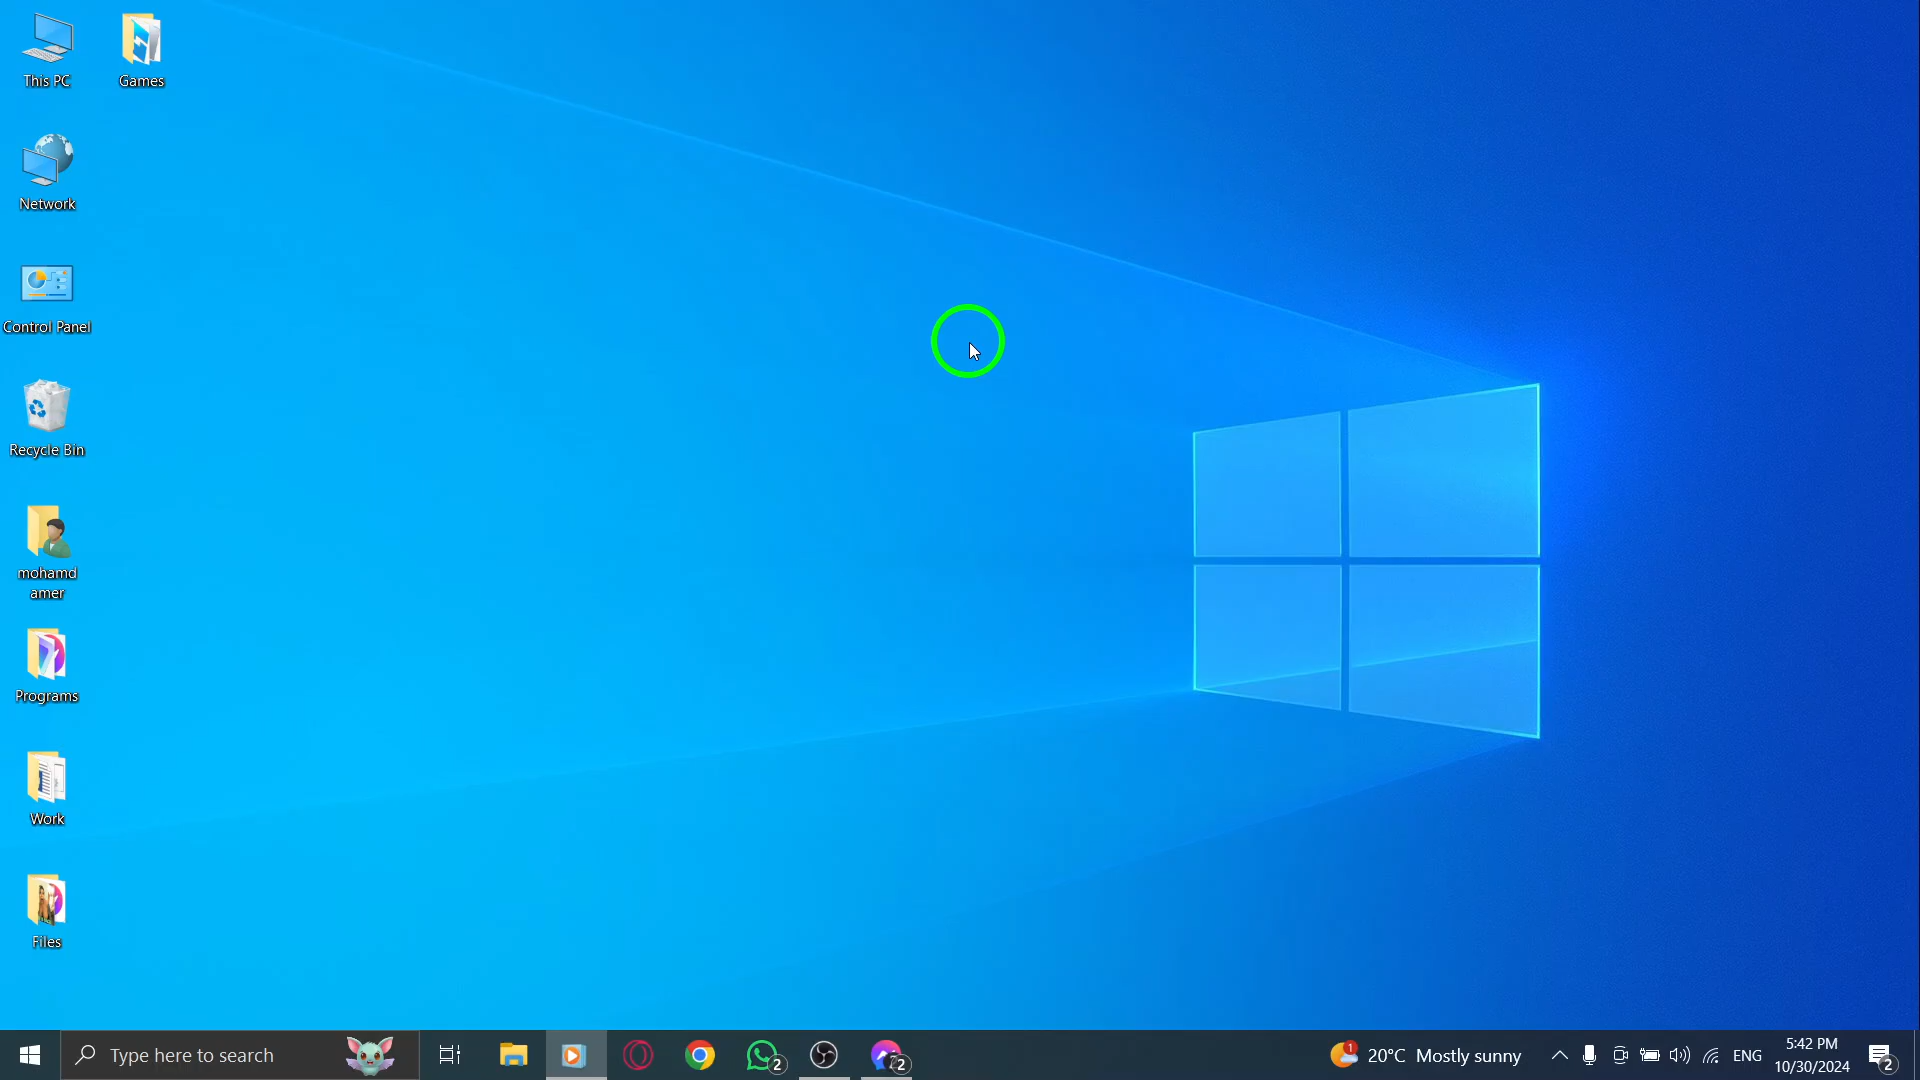 This PC
Games
Network
Control Panel
Recycle Bin
mohamd
amer
Programs
Work
Files
Type here to search
2
2
1
20°C Mostly sunny
ENG
5:42 PM
10/30/2024
2